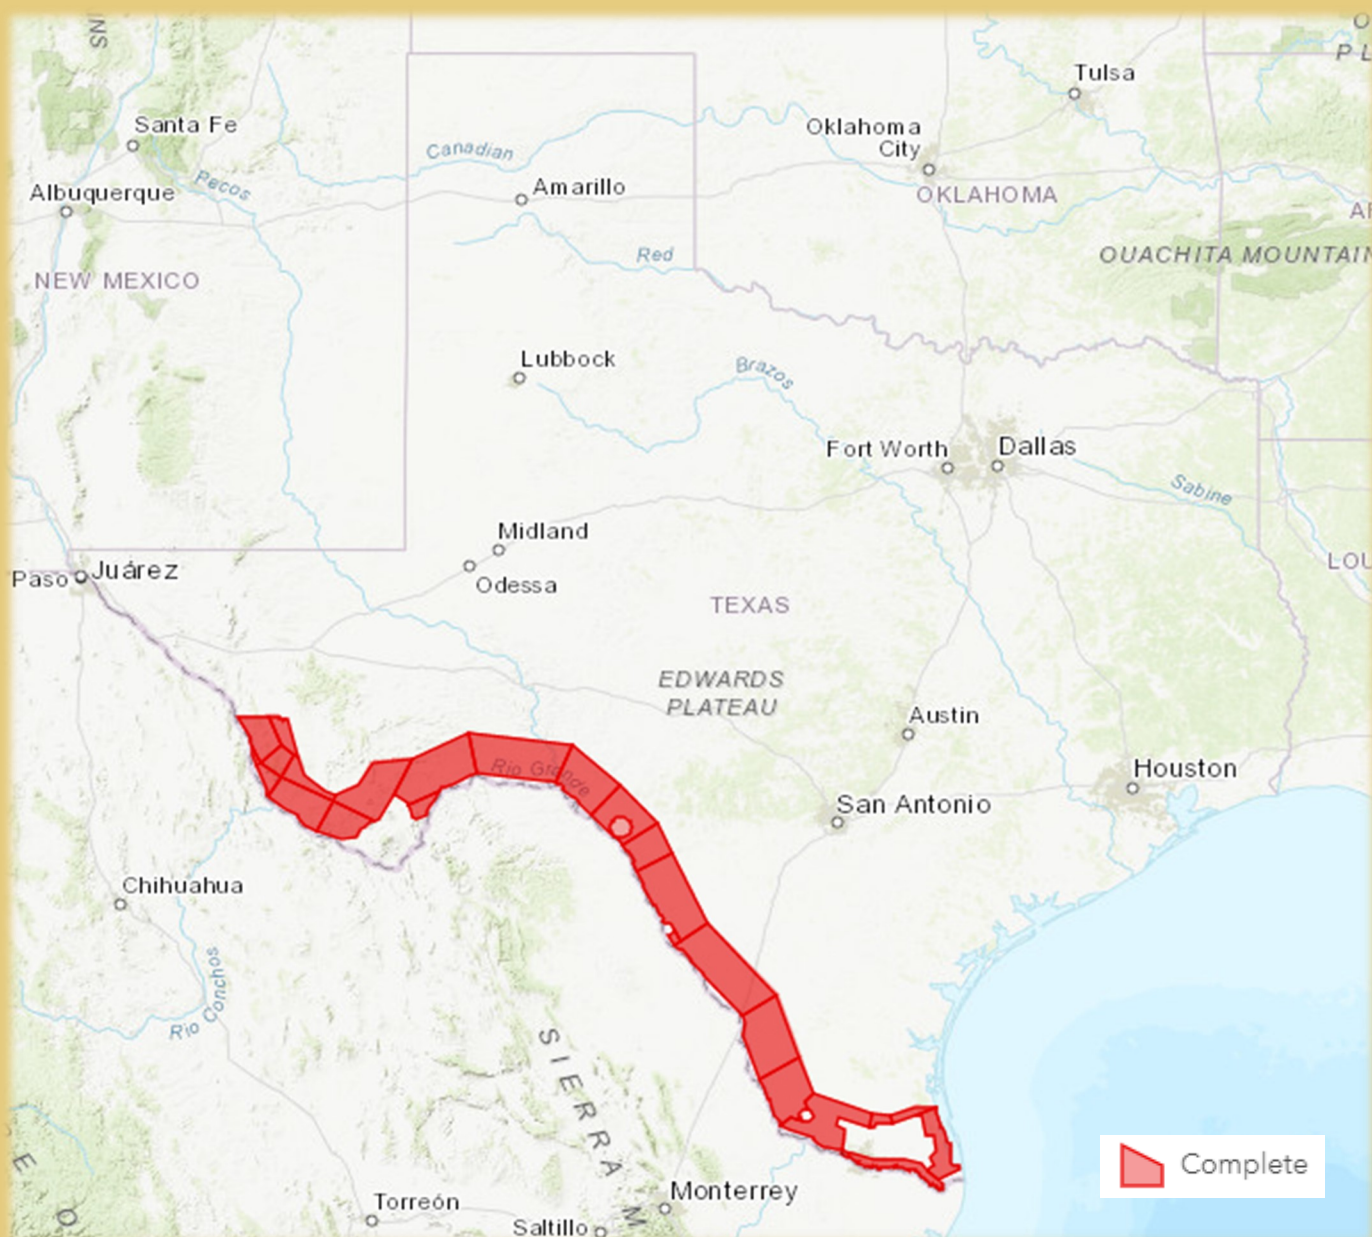 NS
Santa Fe
Albuquerque
Pecos
NEW MEXICO
Canadian
Amarillo
Red
Tulsa
Oklahoma
City
OKLAHOMA
OUACHITA MOUNTAIN
Lubbock
Brazos
Fort Worth
Dallas
Sabine
Midland
Odessa
Paso
Juárez
TEXAS
LOU
EDWARDS
PLATEAU
Austin
Houston
San Antonio
Rio Grande
Chihuahua
Rio Conchos
SIERRA M
Complete
Torreón
Saltillo
Monterrey
E
O